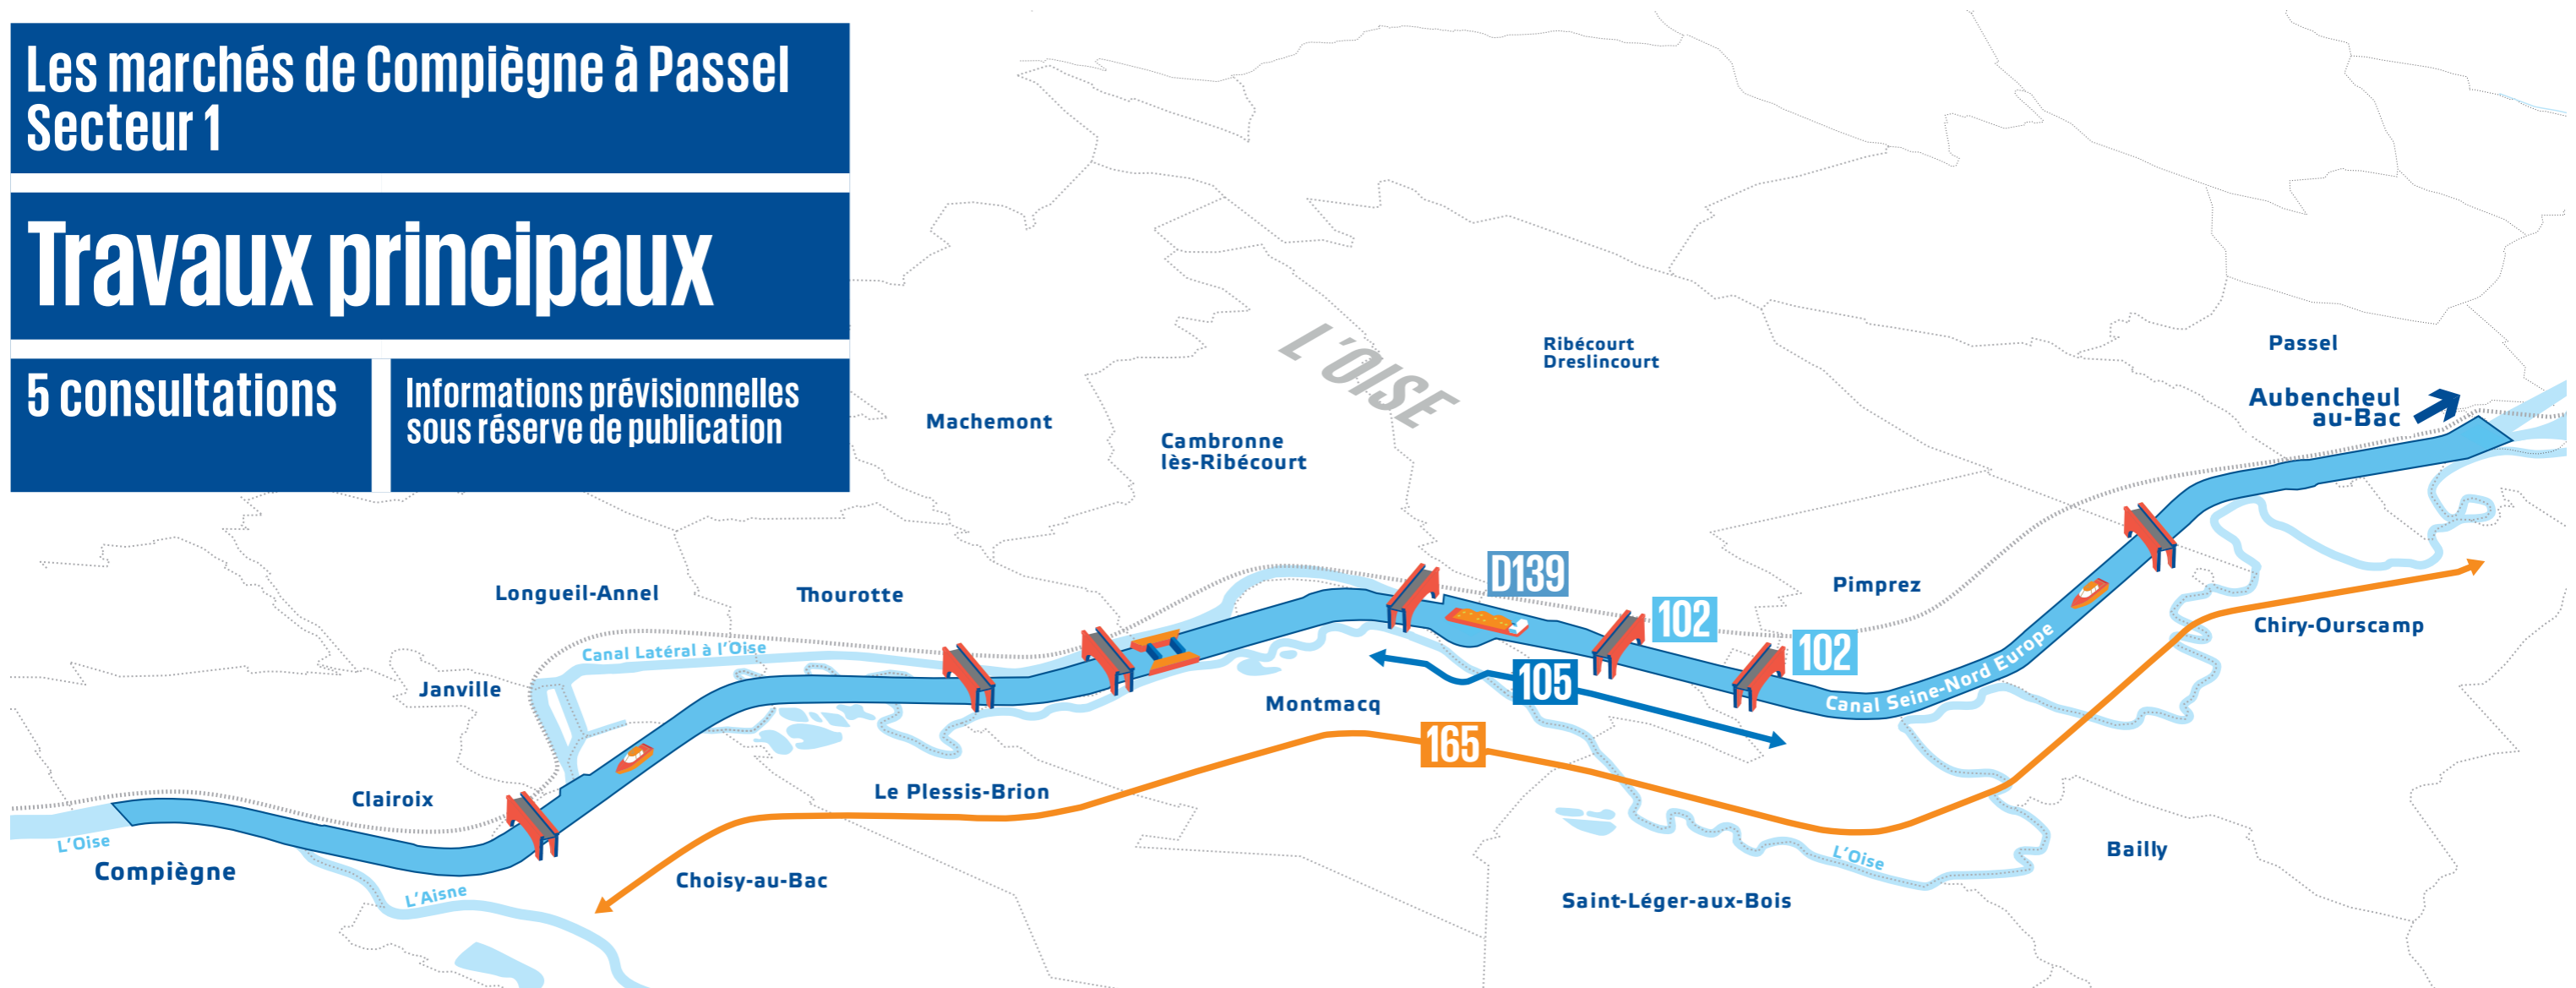 Les marchés de Compiègne à Passel
Secteur 1
Travaux principaux
5 consultations
Informations prévisionnelles
sous réserve de publication
L'OISE
Ribécourt
Dreslincourt
Passel
Aubencheul
au-Bac
Machemont
Cambronne
lès-Ribécourt
D139
Longueil-Annel
Thourotte
Pimprez
102
102
Chiry-Ourscamp
Canal Latéral à l'Oise
Janville
105
Canal Seine-Nord Europe
Montmacq
165
Clairoix
Le Plessis-Brion
L'Oise
Compiègne
L'Oise
Bailly
Choisy-au-Bac
L'Aisne
Saint-Léger-aux-Bois